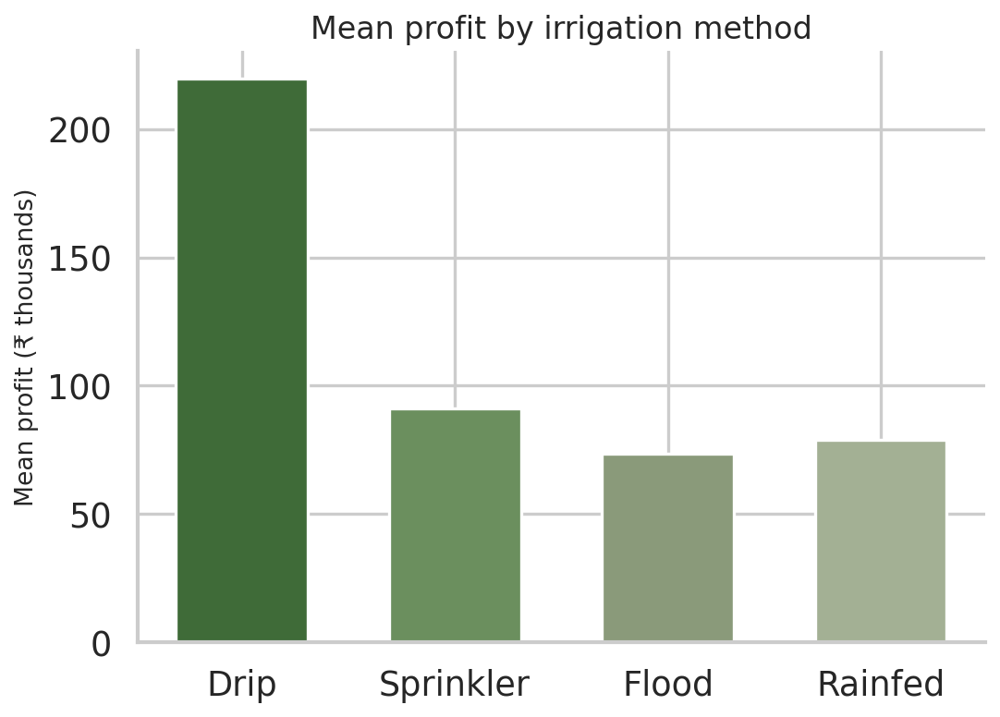 Mean profit by irrigation method
Mean profit (₹ thousands)
200
150
100
50
0
Drip Sprinkler Flood Rainfed